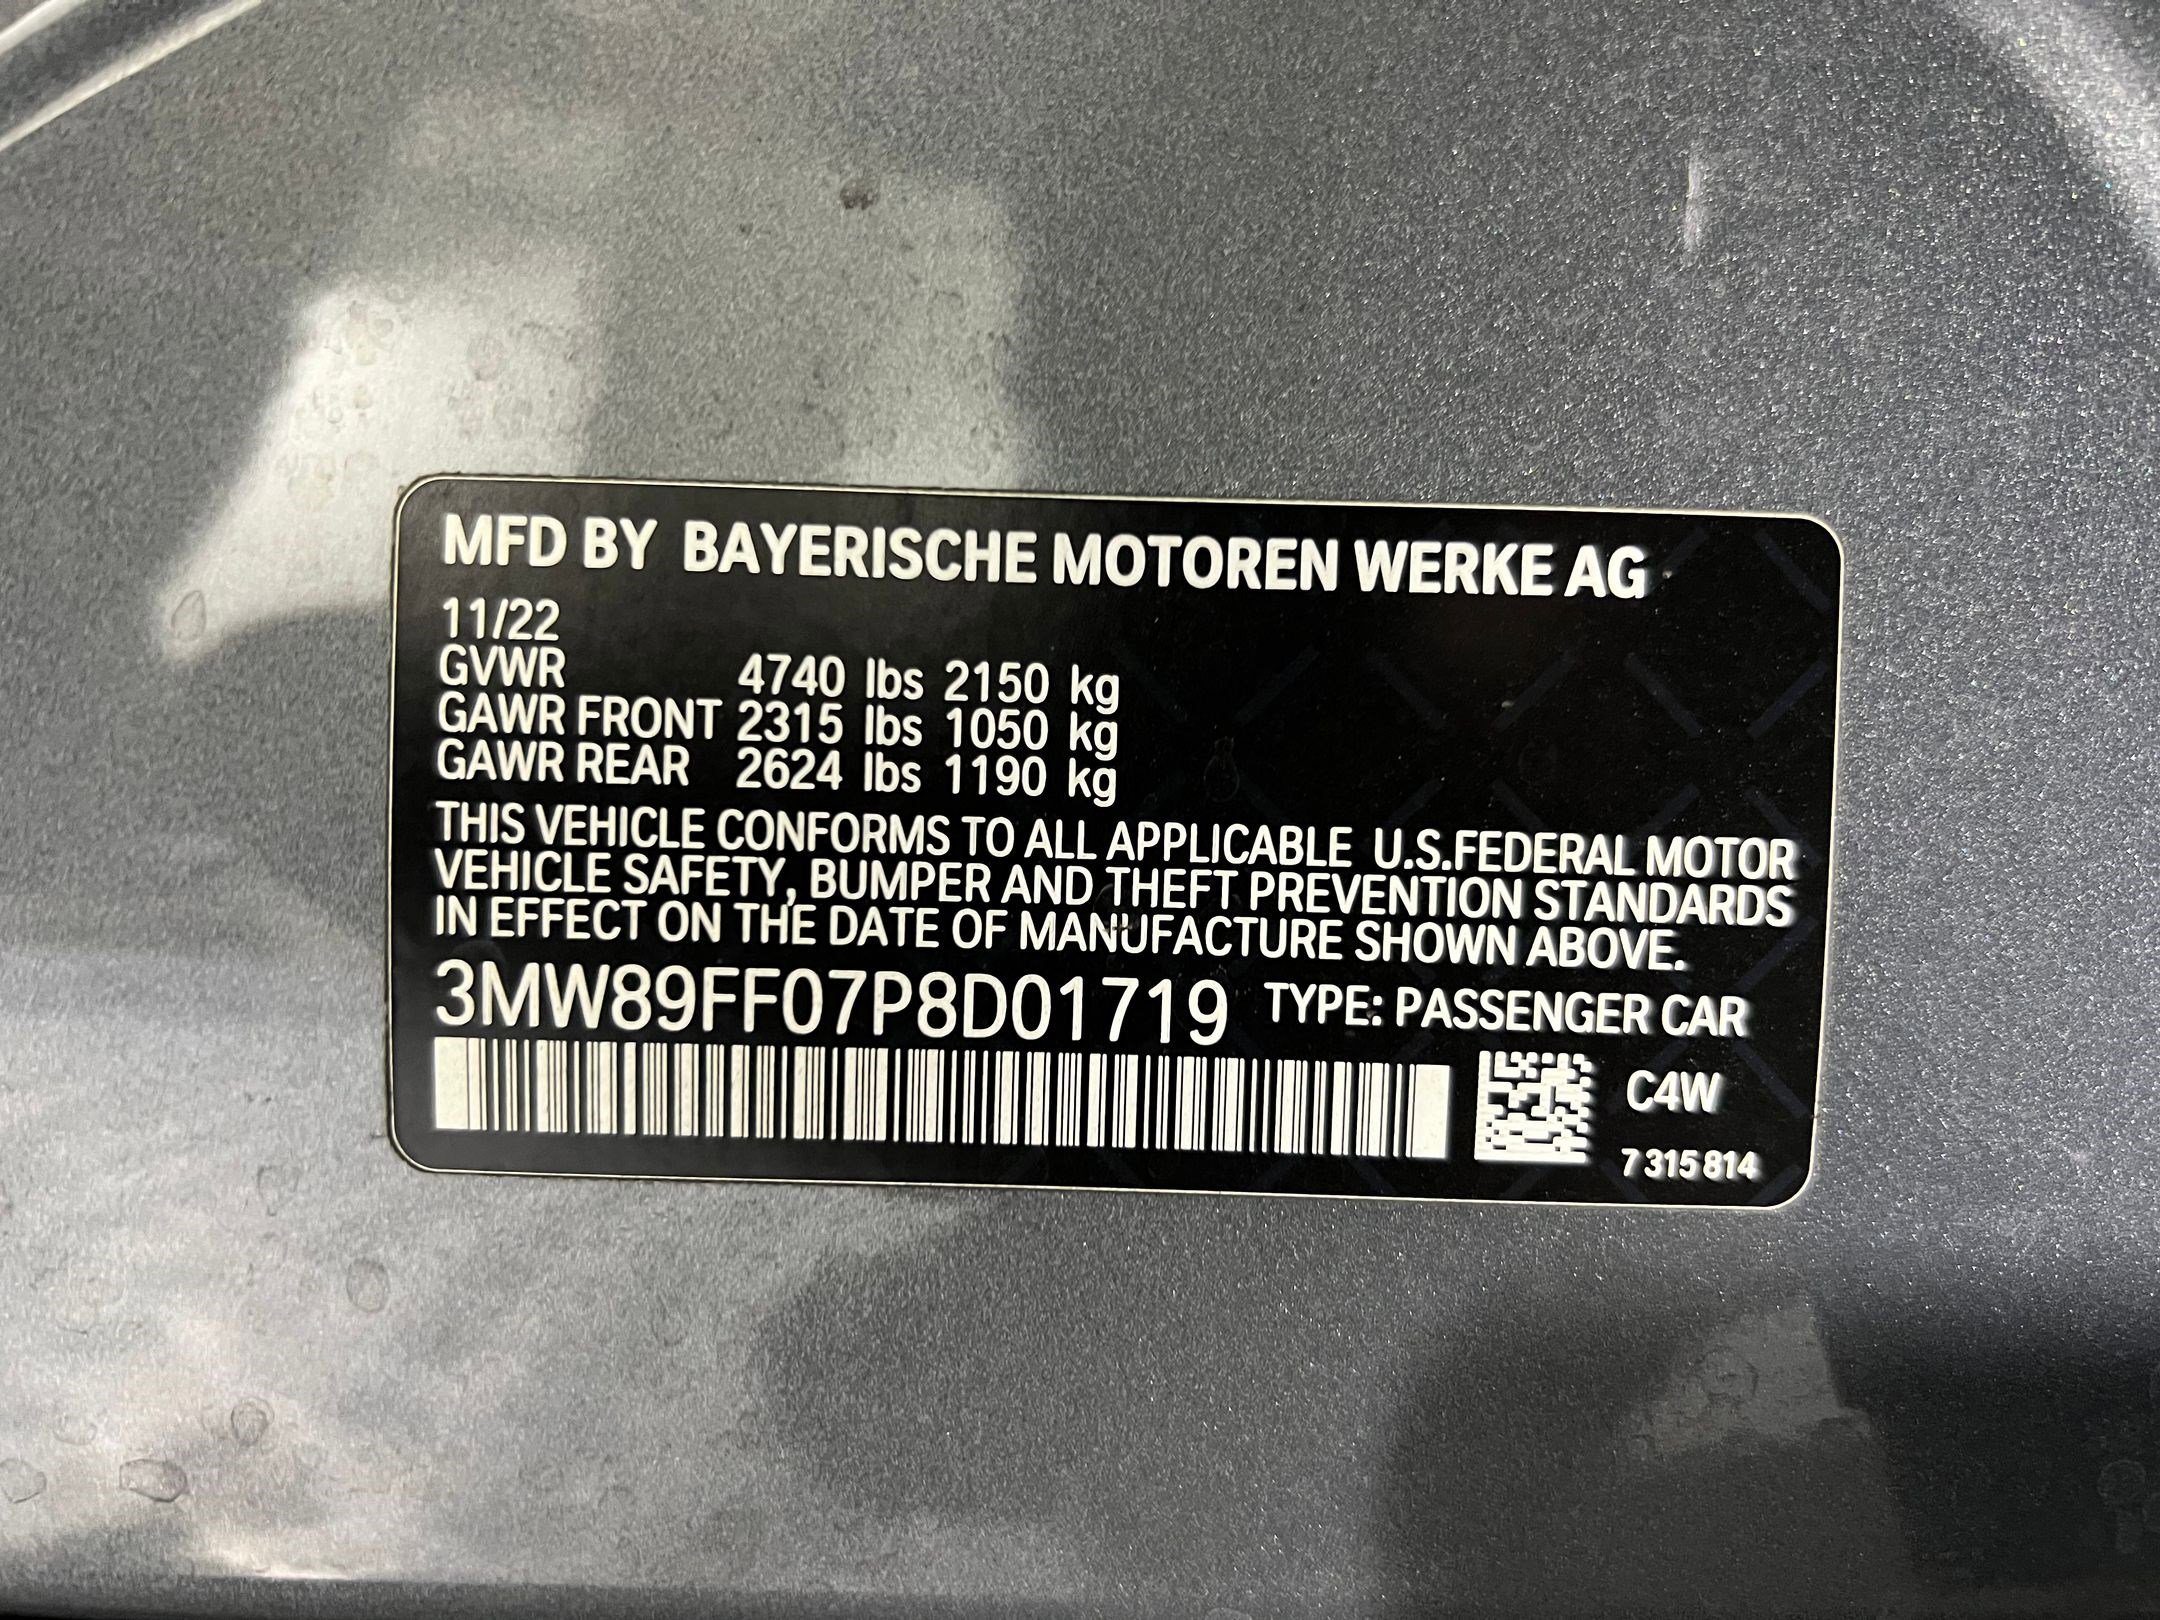 MFD BY BAYERISCHE MOTOREN WERKE AG
11/22
GVWR 4740 lbs 2150 kg
GAWR FRONT 2315 lbs 1050 kg
GAWR REAR 2624 lbs 1190 kg
THIS VEHICLE CONFORMS TO ALL APPLICABLE U.S.FEDERAL MOTOR
VEHICLE SAFETY, BUMPER AND THEFT PREVENTION STANDARDS
IN EFFECT ON THE DATE OF MANUFACTURE SHOWN ABOVE.
3MW89FF07P8D01719 TYPE: PASSENGER CAR
C4W
7 315 814